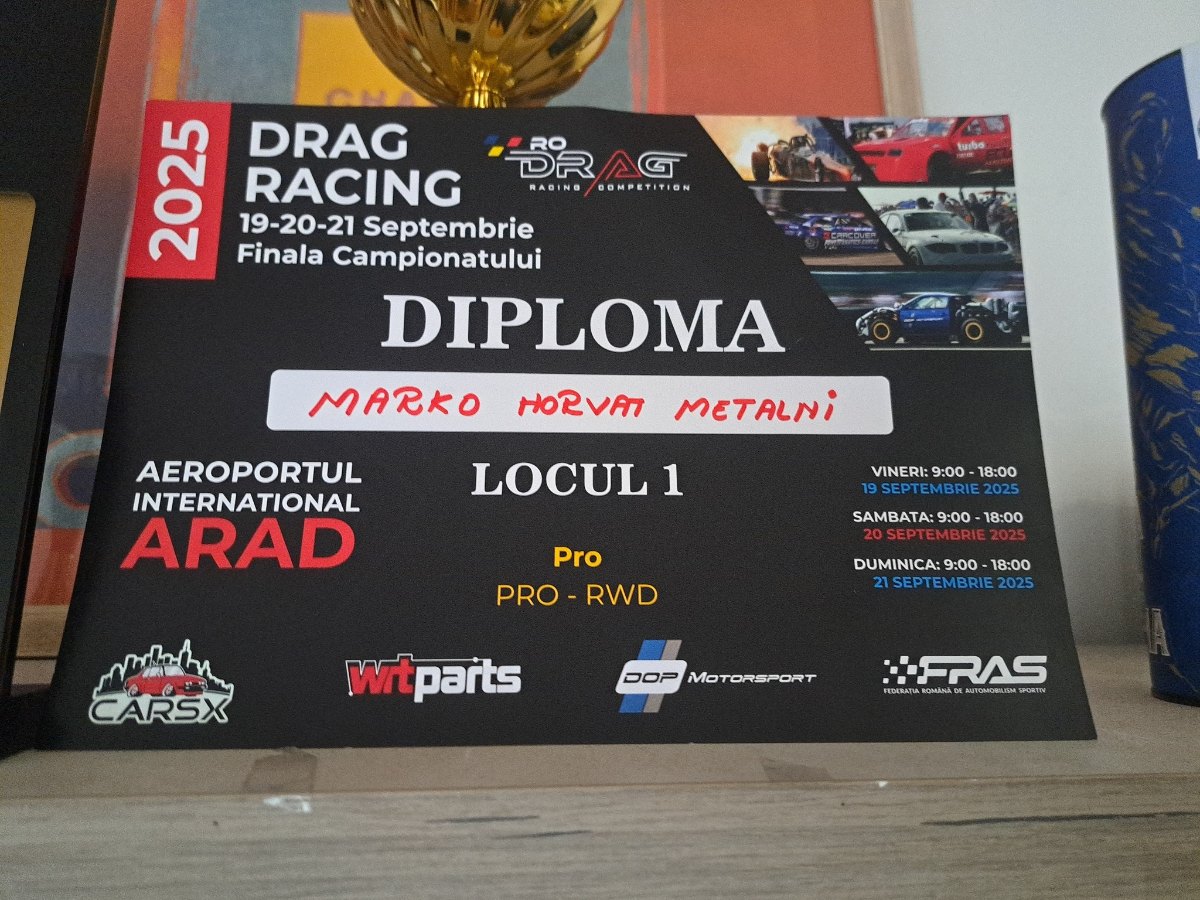 2025
DRAG
RACING
19-20-21 Septembrie
Finala Campionatului
RO
DRAG
RACING COMPETITION
turbo
DIPLOMA
MARKO HORVAT METALNI
AEROPORTUL
INTERNATIONAL
ARAD
LOCUL 1
Pro
PRO - RWD
VINERI: 9:00 - 18:00
19 SEPTEMBRIE 2025
SAMBATA: 9:00 - 18:00
20 SEPTEMBRIE 2025
DUMINICA: 9:00 - 18:00
21 SEPTEMBRIE 2025
CARSX
wrtparts
DOP MOTORSPORT
FRAS
FEDERAȚIA ROMÂNĂ DE AUTOMOBILISM SPORTIV